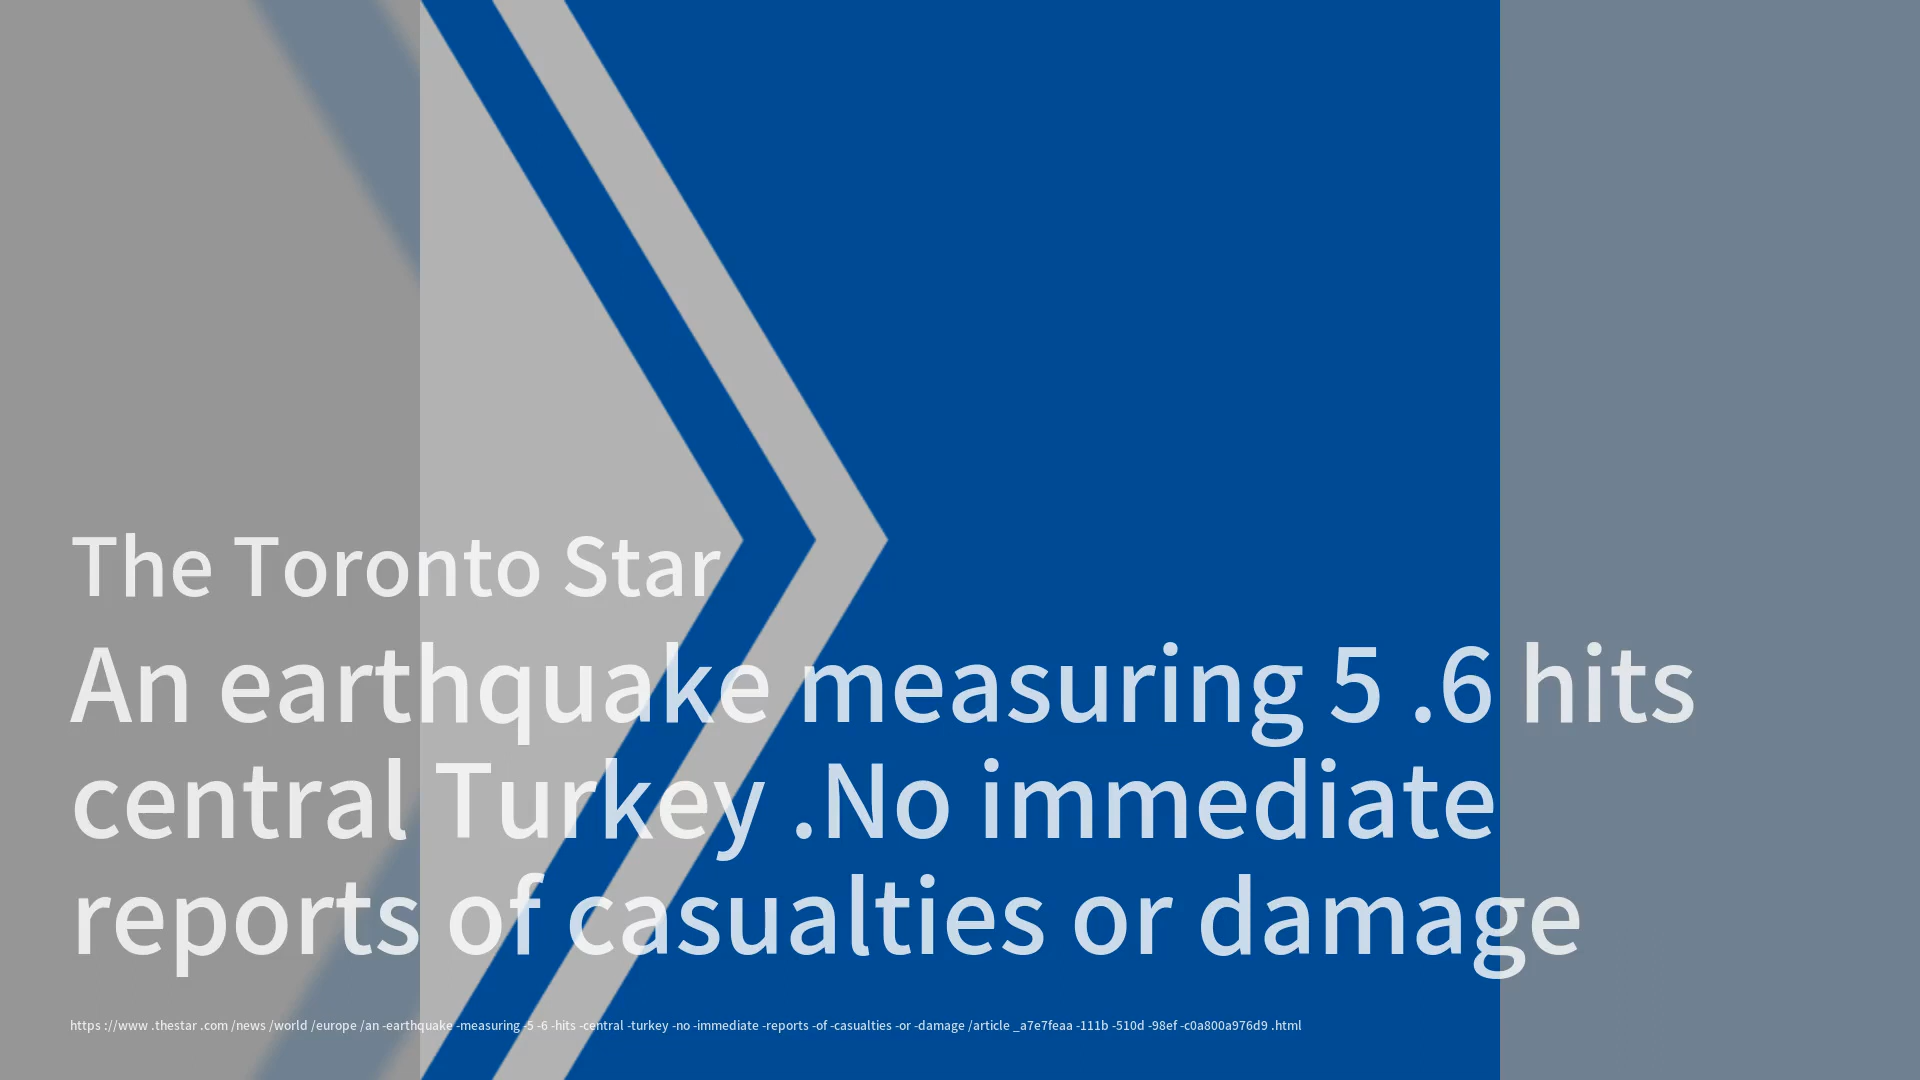 The Toronto Star
An earthquake measuring 5 .6 hits
central Turkey .No immediate
reports of casualties or damage
https ://www .thestar .com /news /world /europe /an -earthquake -measuring -5 -6 -hits -central -turkey -no -immediate -reports -of -casualties -or -damage /article _a7e7feaa -111b -510d -98ef -c0a800a976d9 .html